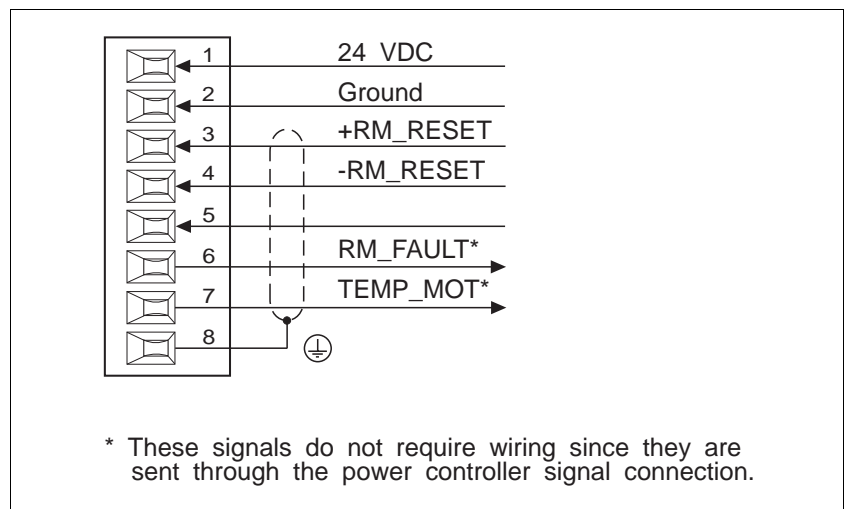 1 24 VDC
2 Ground
3 +RM_RESET
4 -RM_RESET
5
6 RM_FAULT*
7 TEMP_MOT*
8
* These signals do not require wiring since they are
sent through the power controller signal connection.